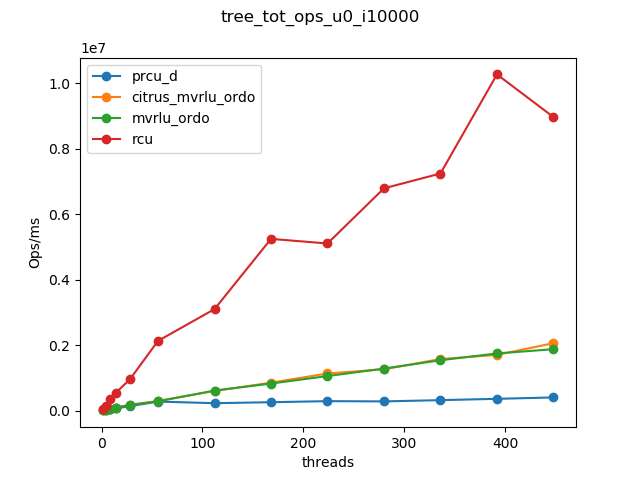 tree_tot_ops_u0_i10000
1e7
prcu_d
citrus_mvrlu_ordo
mvrlu_ordo
rcu
1.0
0.8
0.6
0.4
0.2
0.0
Ops/ms
0 100 200 300 400
threads